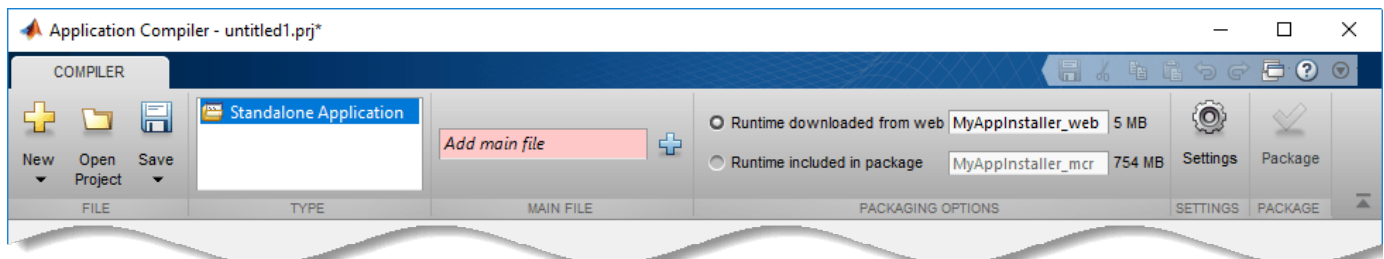 Application Compiler - untitled1.prj*
COMPILER
New
Open
Project
Save
FILE
Standalone Application
TYPE
Add main file
MAIN FILE
Runtime downloaded from web MyAppInstaller_web 5 MB
Runtime included in package MyAppInstaller_mcr 754 MB
PACKAGING OPTIONS
Settings
SETTINGS
Package
PACKAGE